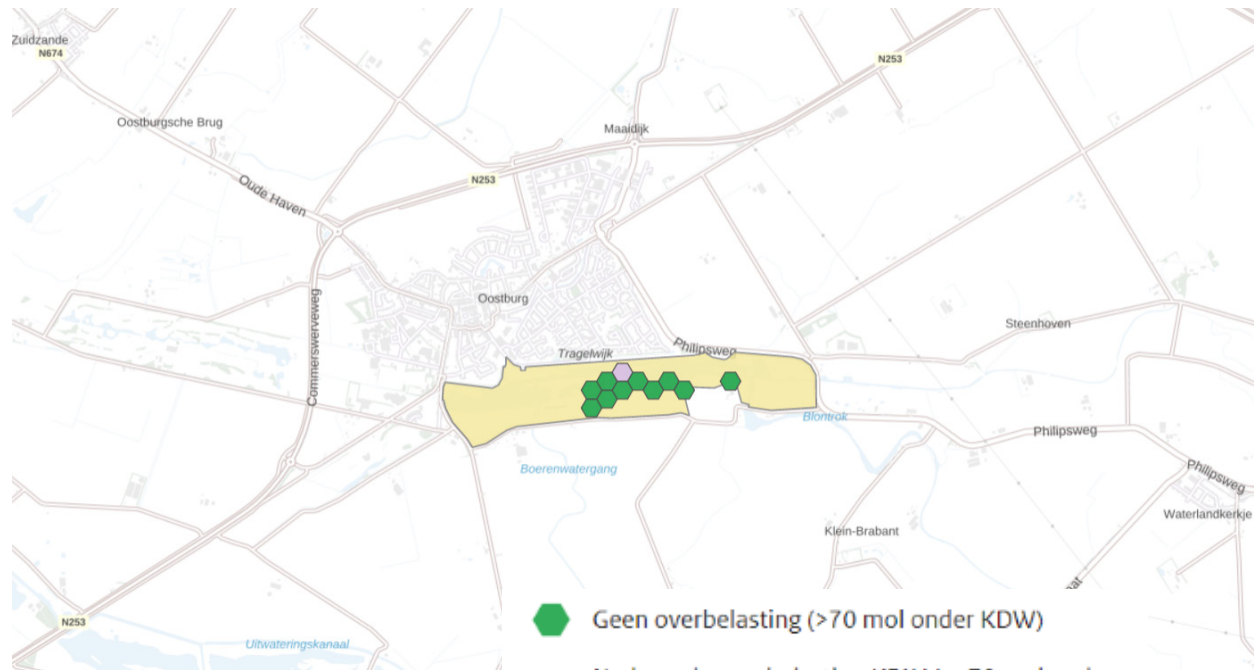 Zuidzande
N674
N253
Oostburgsche Brug
Maaidijk
Oude Haven
N253
Commerswerveweg
Oostburg
Steenhoven
Tragelwijk
Philipsweg
Blontrok
Philipsweg
Boerenwatergang
Philipsweg
Waterlandkerkje
Klein-Brabant
N253
Uitwateringskanaal
Geen overbelasting (>70 mol onder KDW)